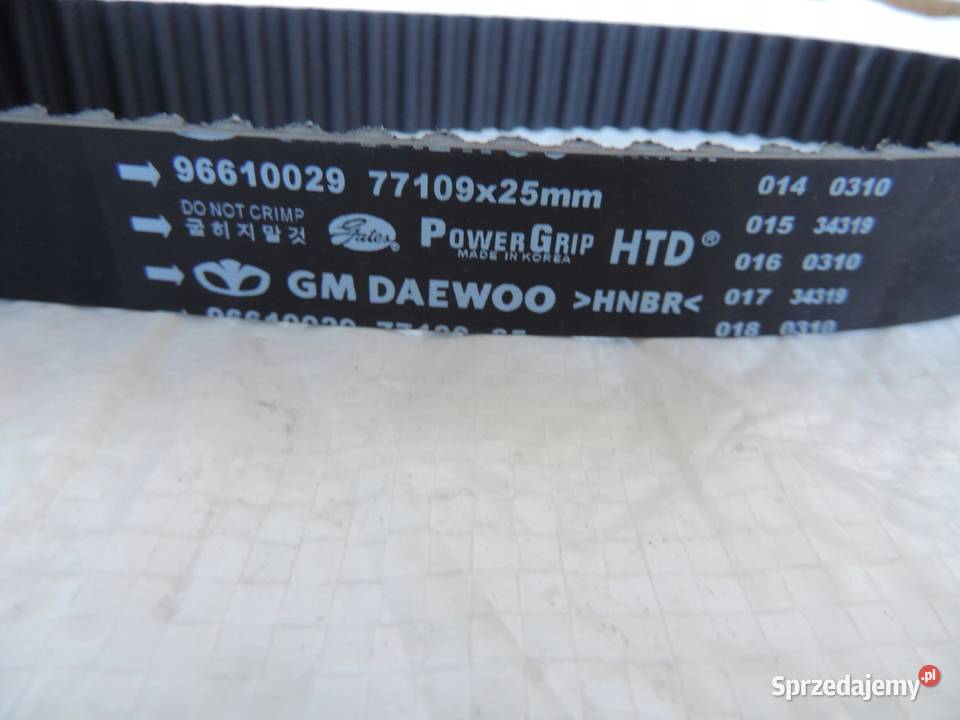 96610029 77109x25mm 014 0310
DO NOT CRIMP
굽히지말것 Gates® POWERGRIP HTD® 015 34319
MADE IN KOREA
016 0310
GM DAEWOO >HNBR< 017 34319
018 0310
Sprzedajemy.pl